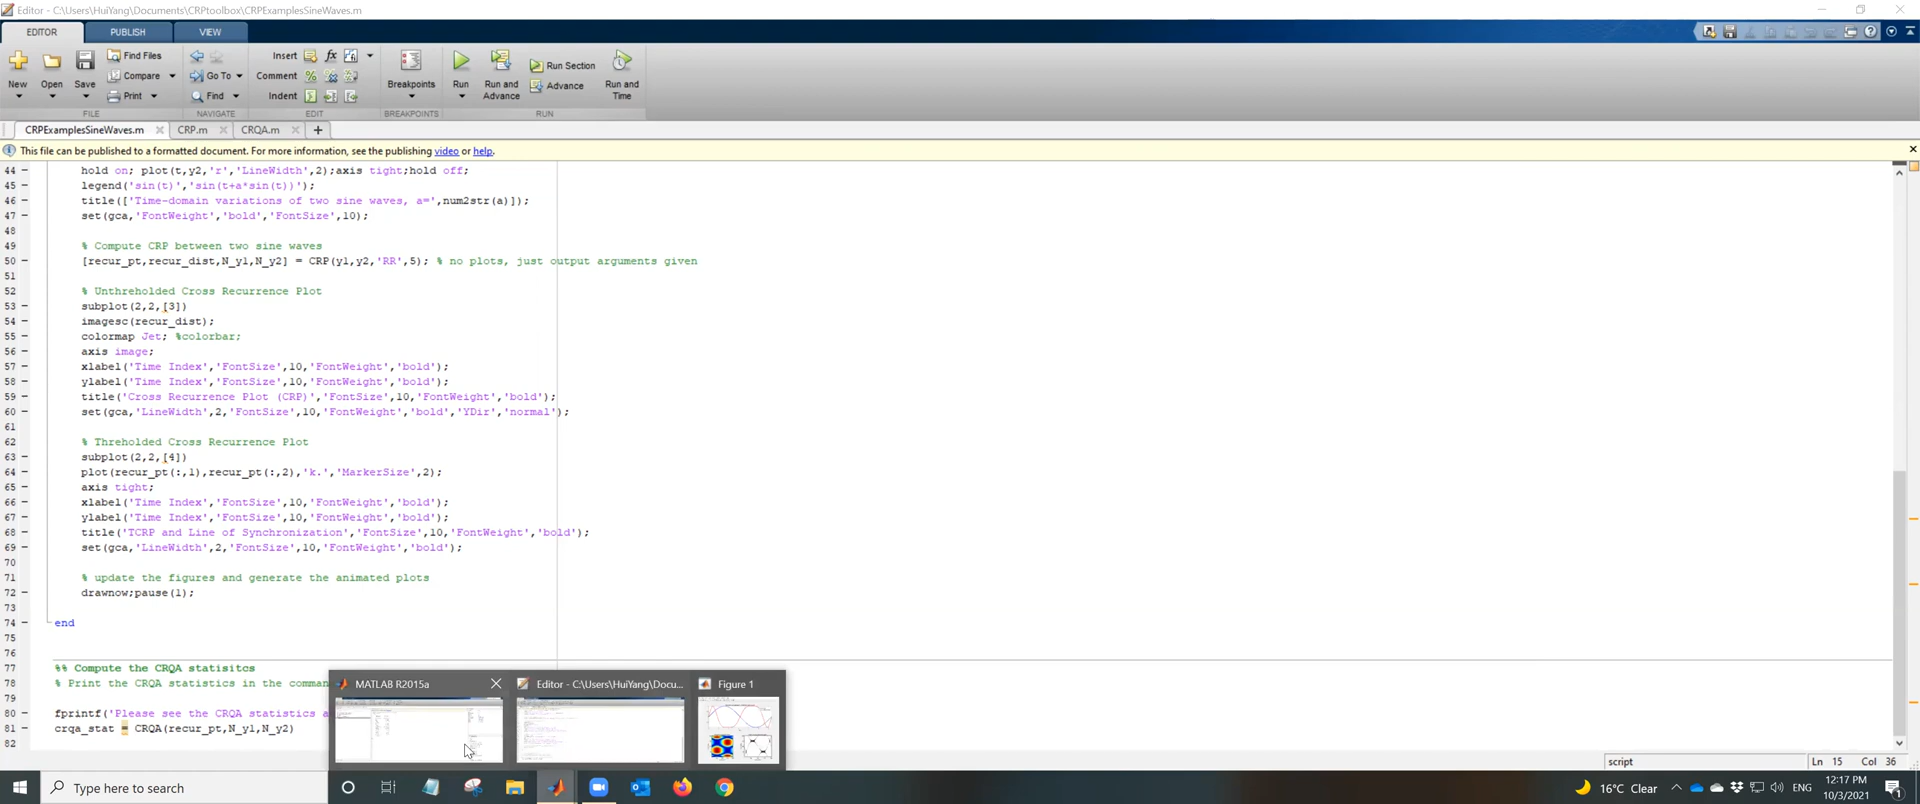 Editor - C:\Users\HuiYang\Documents\CRPtoolbox\CRPExamplesSineWaves.m
EDITOR PUBLISH VIEW
New Open Save Find Files Compare Print
Go To Find
Insert Comment Indent
Breakpoints
Run Run and Advance Run Section Advance Run and Time
FILE NAVIGATE EDIT BREAKPOINTS RUN
CRPExamplesSineWaves.m CRP.m CRQA.m
This file can be published to a formatted document. For more information, see the publishing video or help.
44 hold on; plot(t,y2,'r','LineWidth',2);axis tight;hold off;
45 legend('sin(t)','sin(t+a*sin(t))');
46 title(['Time-domain variations of two sine waves, a=',num2str(a)]);
47 set(gca,'FontWeight','bold','FontSize',10);
48
49 % Compute CRP between two sine waves
50 [recur_pt,recur_dist,N_y1,N_y2] = CRP(y1,y2,'RR',5); % no plots, just output arguments given
51
52 % Unthreholded Cross Recurrence Plot
53 subplot(2,2,[3])
54 imagesc(recur_dist);
55 colormap Jet; %colorbar;
56 axis image;
57 xlabel('Time Index','FontSize',10,'FontWeight','bold');
58 ylabel('Time Index','FontSize',10,'FontWeight','bold');
59 title('Cross Recurrence Plot (CRP)','FontSize',10,'FontWeight','bold');
60 set(gca,'LineWidth',2,'FontSize',10,'FontWeight','bold','YDir','normal');
61
62 % Threholded Cross Recurrence Plot
63 subplot(2,2,[4])
64 plot(recur_pt(:,1),recur_pt(:,2),'k.','MarkerSize',2);
65 axis tight;
66 xlabel('Time Index','FontSize',10,'FontWeight','bold');
67 ylabel('Time Index','FontSize',10,'FontWeight','bold');
68 title('TCRP and Line of Synchronization','FontSize',10,'FontWeight','bold');
69 set(gca,'LineWidth',2,'FontSize',10,'FontWeight','bold');
70
71 % update the figures and generate the animated plots
72 drawnow;pause(1);
73
74 end
75
76
77 %% Compute the CRQA statisitcs
78 % Print the CRQA statistics in the comman
79
80 fprintf('Please see the CRQA statistics a
81 crqa_stat = CRQA(recur_pt,N_y1,N_y2)
82
MATLAB R2015a Editor - C:\Users\HuiYang\Docu... Figure 1
script Ln 15 Col 36
Type here to search
16°C Clear ENG 12:17 PM
10/3/2021